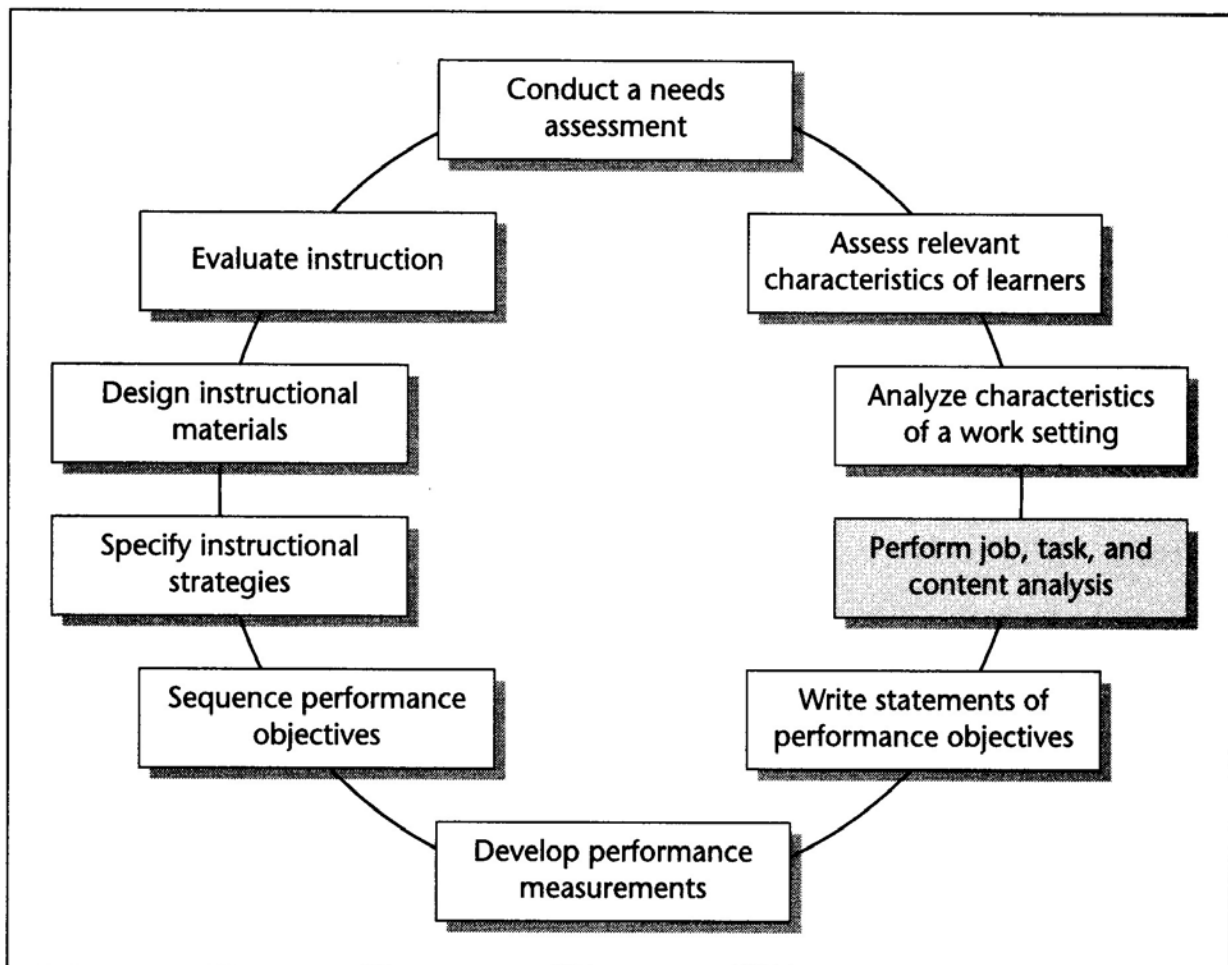 Conduct a needs
assessment
Assess relevant
characteristics of learners
Analyze characteristics
of a work setting
Perform job, task, and
content analysis
Write statements of
performance objectives
Develop performance
measurements
Sequence performance
objectives
Specify instructional
strategies
Design instructional
materials
Evaluate instruction